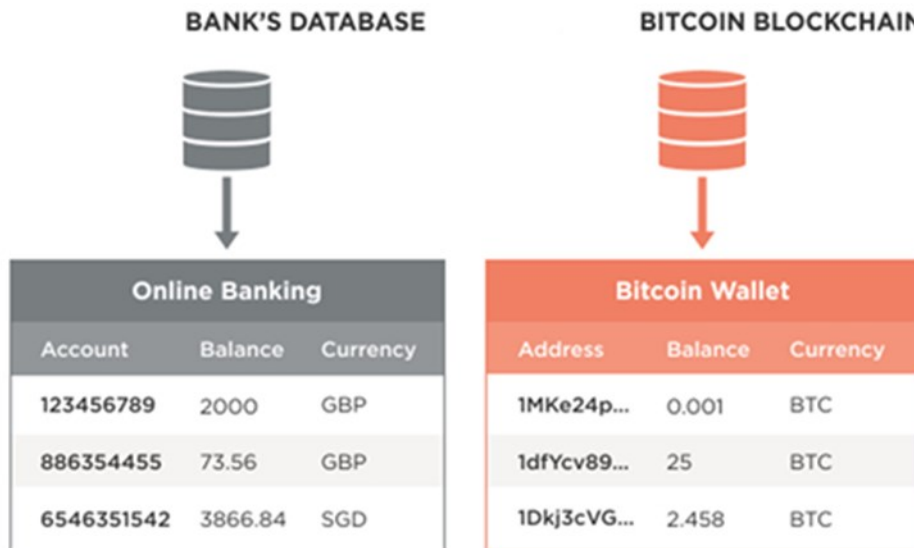 BANK'S DATABASE
BITCOIN BLOCKCHAIN
Online Banking
Account Balance Currency
123456789 2000 GBP
886354455 73.56 GBP
6546351542 3866.84 SGD
Bitcoin Wallet
Address Balance Currency
1MKe24p... 0.001 BTC
1dfYcv89... 25 BTC
1Dkj3cVG... 2.458 BTC